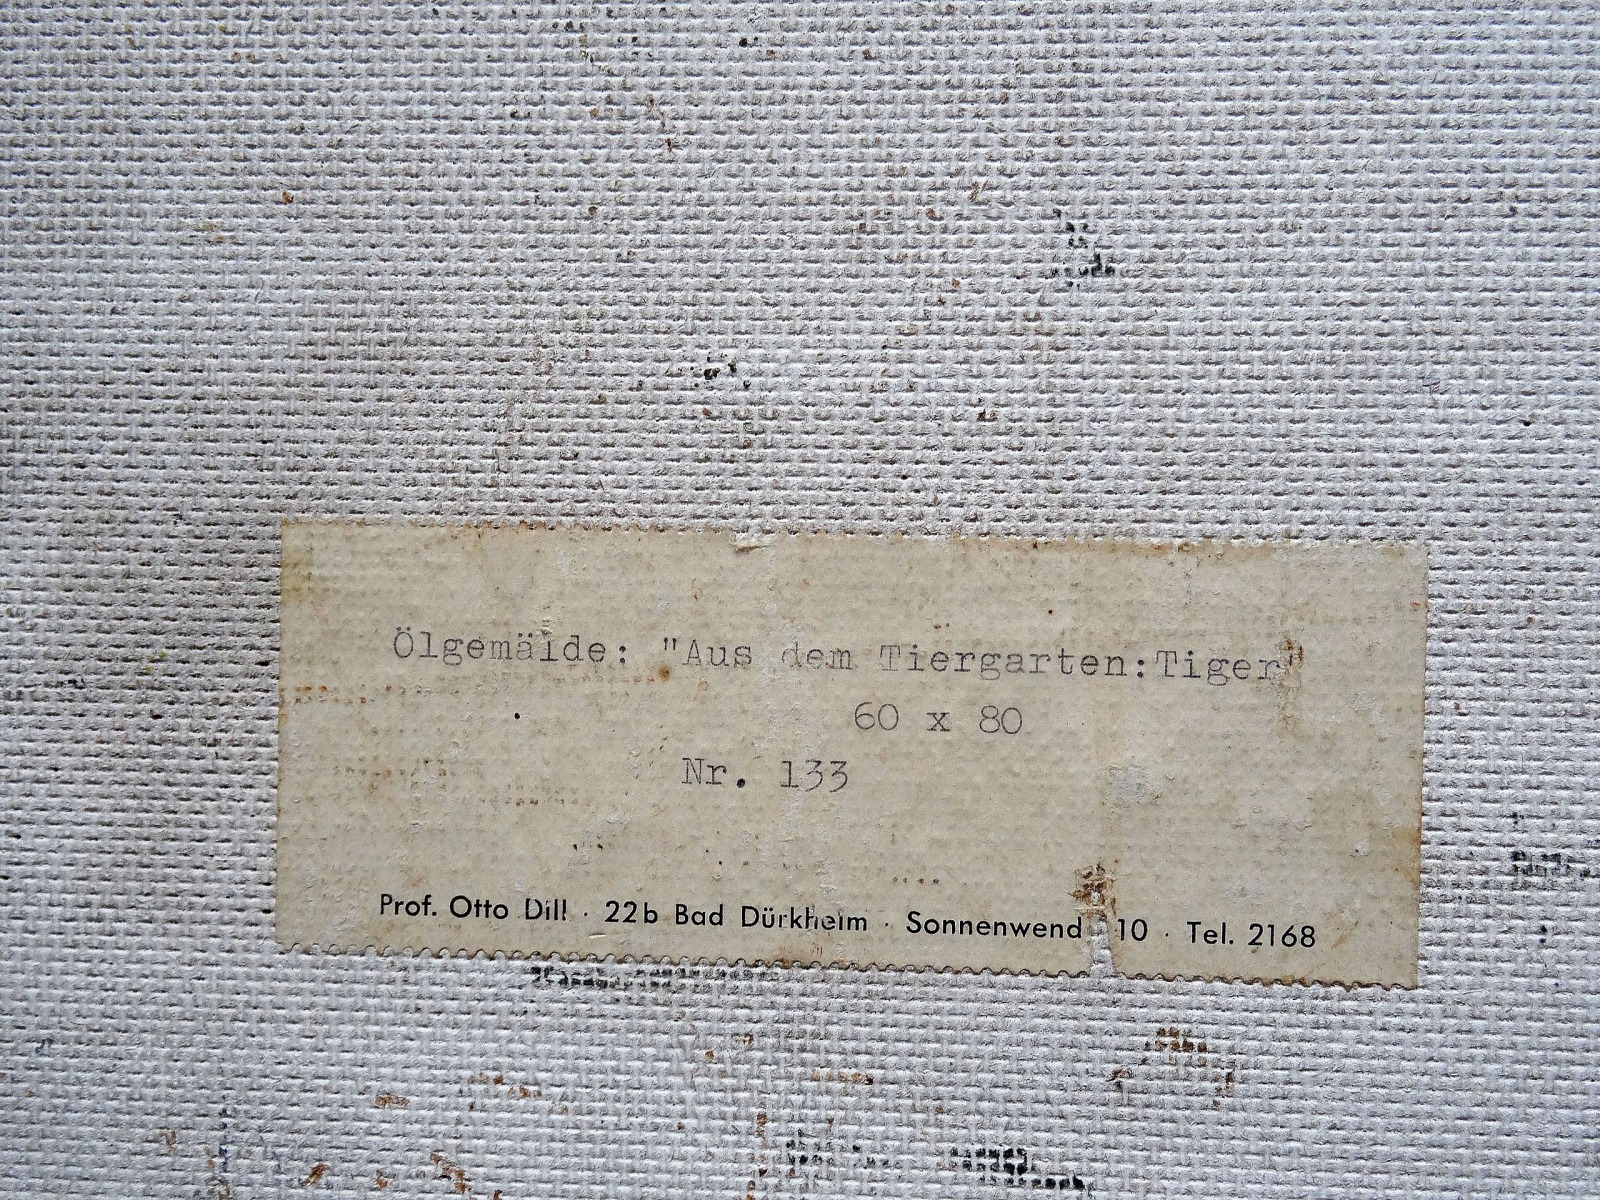 Ölgemälde: "Aus dem Tiergarten:Tiger"
60 x 80
Nr. 133
Prof. Otto Dill · 22b Bad Dürkheim · Sonnenwend 10 · Tel. 2168